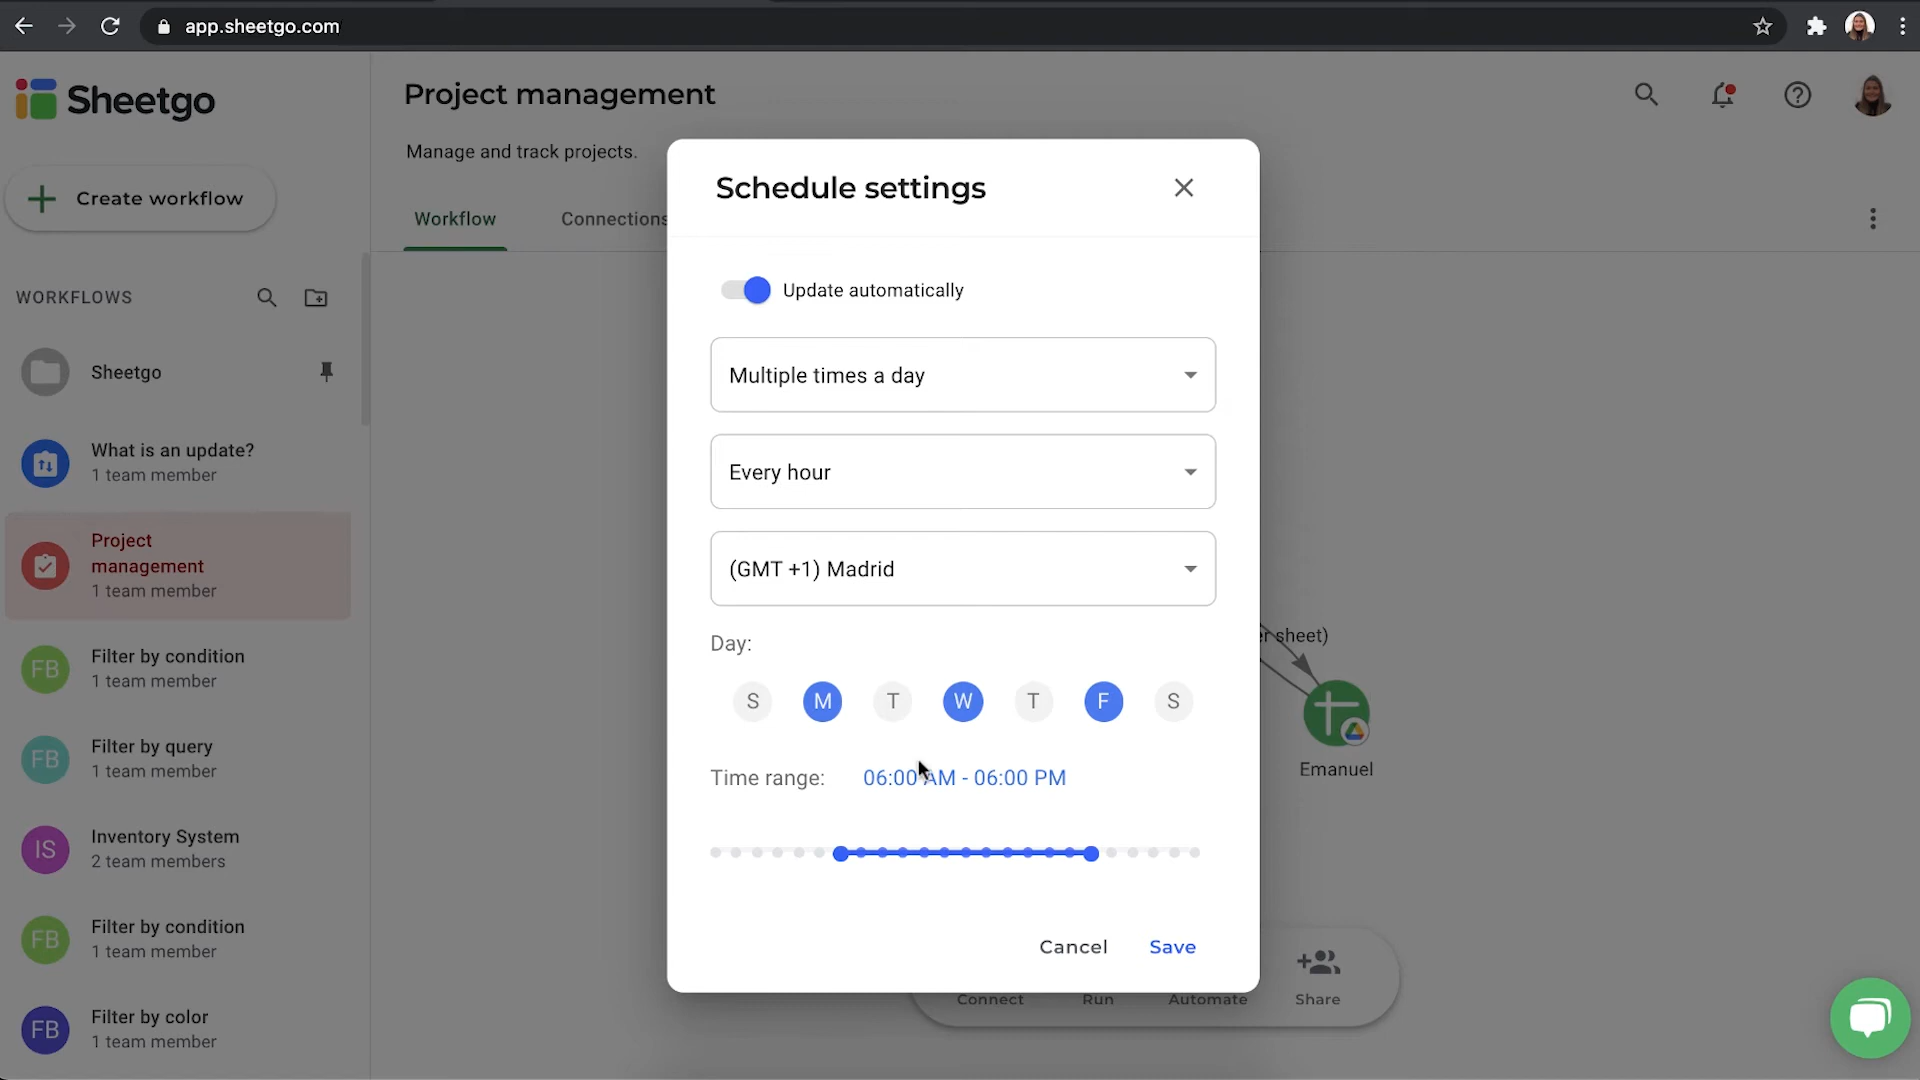 app.sheetgo.com
Sheetgo
Project management
Manage and track projects.
Create workflow
Workflow
Connections
WORKFLOWS
Sheetgo
What is an update?
1 team member
Project
management
1 team member
FB
Filter by condition
1 team member
FB
Filter by query
1 team member
IS
Inventory System
2 team members
FB
Filter by condition
1 team member
FB
Filter by color
1 team member
Schedule settings
Update automatically
Multiple times a day
Every hour
(GMT +1) Madrid
Day:
S M T W T F S
Time range: 06:00 AM - 06:00 PM
Cancel Save
er sheet)
Emanuel
Connect Run Automate Share